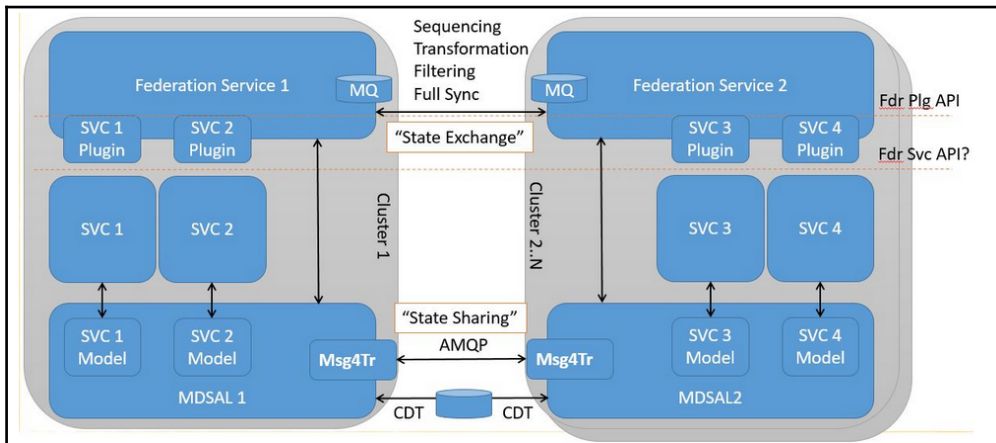 Sequencing
Transformation
Filtering
Full Sync
Federation Service 1
MQ
MQ
Federation Service 2
Fdr Plg API
SVC 1
Plugin
SVC 2
Plugin
"State Exchange"
SVC 3
Plugin
SVC 4
Plugin
Fdr Svc API?
SVC 1
SVC 2
Cluster 1
Cluster 2..N
SVC 3
SVC 4
"State Sharing"
AMQP
SVC 1
Model
SVC 2
Model
Msg4Tr
Msg4Tr
SVC 3
Model
SVC 4
Model
MDSAL 1
CDT
CDT
MDSAL2